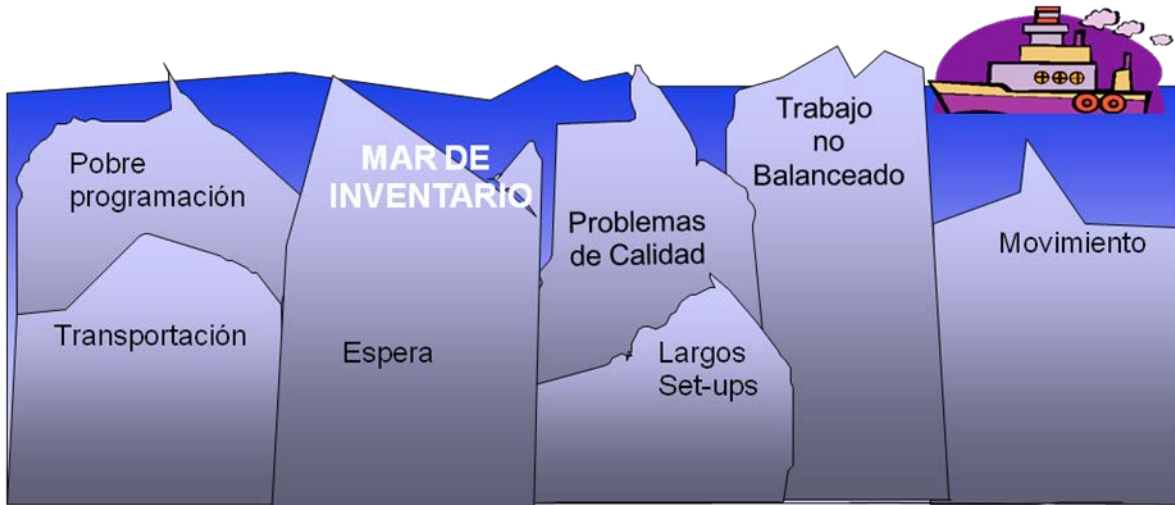 Pobre
programación
Transportación
MAR DE
INVENTARIO
Espera
Problemas
de Calidad
Largos
Set-ups
Trabajo
no
Balanceado
Movimiento